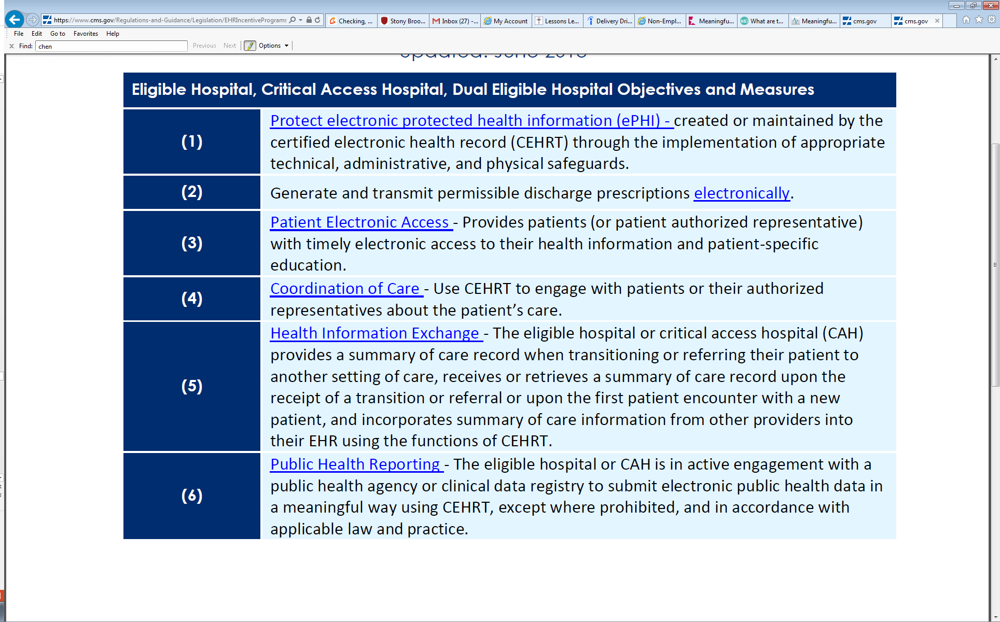 https://www.cms.gov/Regulations-and-Guidance/Legislation/EHRIncentivePrograms
Checking, ...
Stony Broo...
Inbox (27) -...
My Account
Lessons Le...
Delivery Dri...
Non-Empl...
Meaningfu...
What are t...
Meaningfu...
cms.gov
cms.gov
File Edit Go to Favorites Help
Find: chen Previous Next Options
Updated: June 2018
Eligible Hospital, Critical Access Hospital, Dual Eligible Hospital Objectives and Measures
(1)
Protect electronic protected health information (ePHI) - created or maintained by the
certified electronic health record (CEHRT) through the implementation of appropriate
technical, administrative, and physical safeguards.
(2)
Generate and transmit permissible discharge prescriptions electronically.
(3)
Patient Electronic Access - Provides patients (or patient authorized representative)
with timely electronic access to their health information and patient-specific
education.
(4)
Coordination of Care - Use CEHRT to engage with patients or their authorized
representatives about the patient’s care.
(5)
Health Information Exchange - The eligible hospital or critical access hospital (CAH)
provides a summary of care record when transitioning or referring their patient to
another setting of care, receives or retrieves a summary of care record upon the
receipt of a transition or referral or upon the first patient encounter with a new
patient, and incorporates summary of care information from other providers into
their EHR using the functions of CEHRT.
(6)
Public Health Reporting - The eligible hospital or CAH is in active engagement with a
public health agency or clinical data registry to submit electronic public health data in
a meaningful way using CEHRT, except where prohibited, and in accordance with
applicable law and practice.